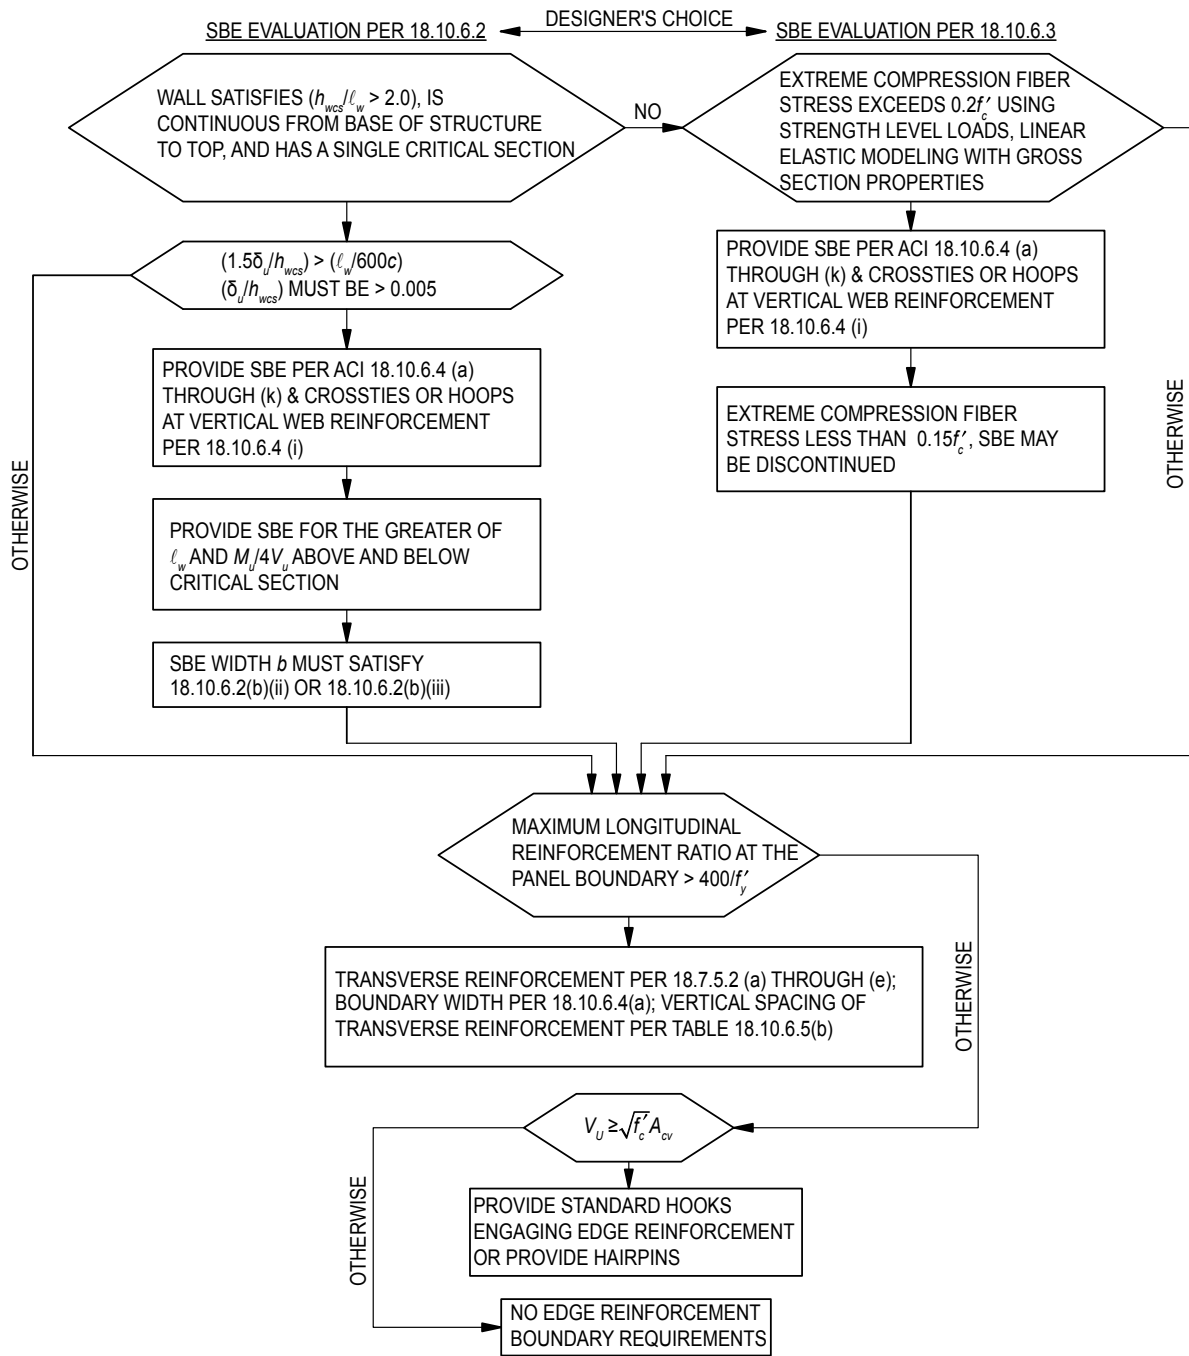 DESIGNER'S CHOICE
SBE EVALUATION PER 18.10.6.2
SBE EVALUATION PER 18.10.6.3
WALL SATISFIES (h_wcs/ℓ_w > 2.0), IS
CONTINUOUS FROM BASE OF STRUCTURE
TO TOP, AND HAS A SINGLE CRITICAL SECTION
NO
EXTREME COMPRESSION FIBER
STRESS EXCEEDS 0.2f′_c USING
STRENGTH LEVEL LOADS, LINEAR
ELASTIC MODELING WITH GROSS
SECTION PROPERTIES
(1.5δ_u/h_wcs) > (ℓ_w/600c)
(δ_u/h_wcs) MUST BE > 0.005
PROVIDE SBE PER ACI 18.10.6.4 (a)
THROUGH (k) & CROSSTIES OR HOOPS
AT VERTICAL WEB REINFORCEMENT
PER 18.10.6.4 (i)
PROVIDE SBE PER ACI 18.10.6.4 (a)
THROUGH (k) & CROSSTIES OR HOOPS
AT VERTICAL WEB REINFORCEMENT
PER 18.10.6.4 (i)
EXTREME COMPRESSION FIBER
STRESS LESS THAN 0.15f′_c, SBE MAY
BE DISCONTINUED
OTHERWISE
OTHERWISE
PROVIDE SBE FOR THE GREATER OF
ℓ_w AND M_u/4V_u ABOVE AND BELOW
CRITICAL SECTION
SBE WIDTH b MUST SATISFY
18.10.6.2(b)(ii) OR 18.10.6.2(b)(iii)
MAXIMUM LONGITUDINAL
REINFORCEMENT RATIO AT THE
PANEL BOUNDARY > 400/f′_y
TRANSVERSE REINFORCEMENT PER 18.7.5.2 (a) THROUGH (e);
BOUNDARY WIDTH PER 18.10.6.4(a); VERTICAL SPACING OF
TRANSVERSE REINFORCEMENT PER TABLE 18.10.6.5(b)
OTHERWISE
V_U ≥ √f′_c A_cv
OTHERWISE
PROVIDE STANDARD HOOKS
ENGAGING EDGE REINFORCEMENT
OR PROVIDE HAIRPINS
NO EDGE REINFORCEMENT
BOUNDARY REQUIREMENTS